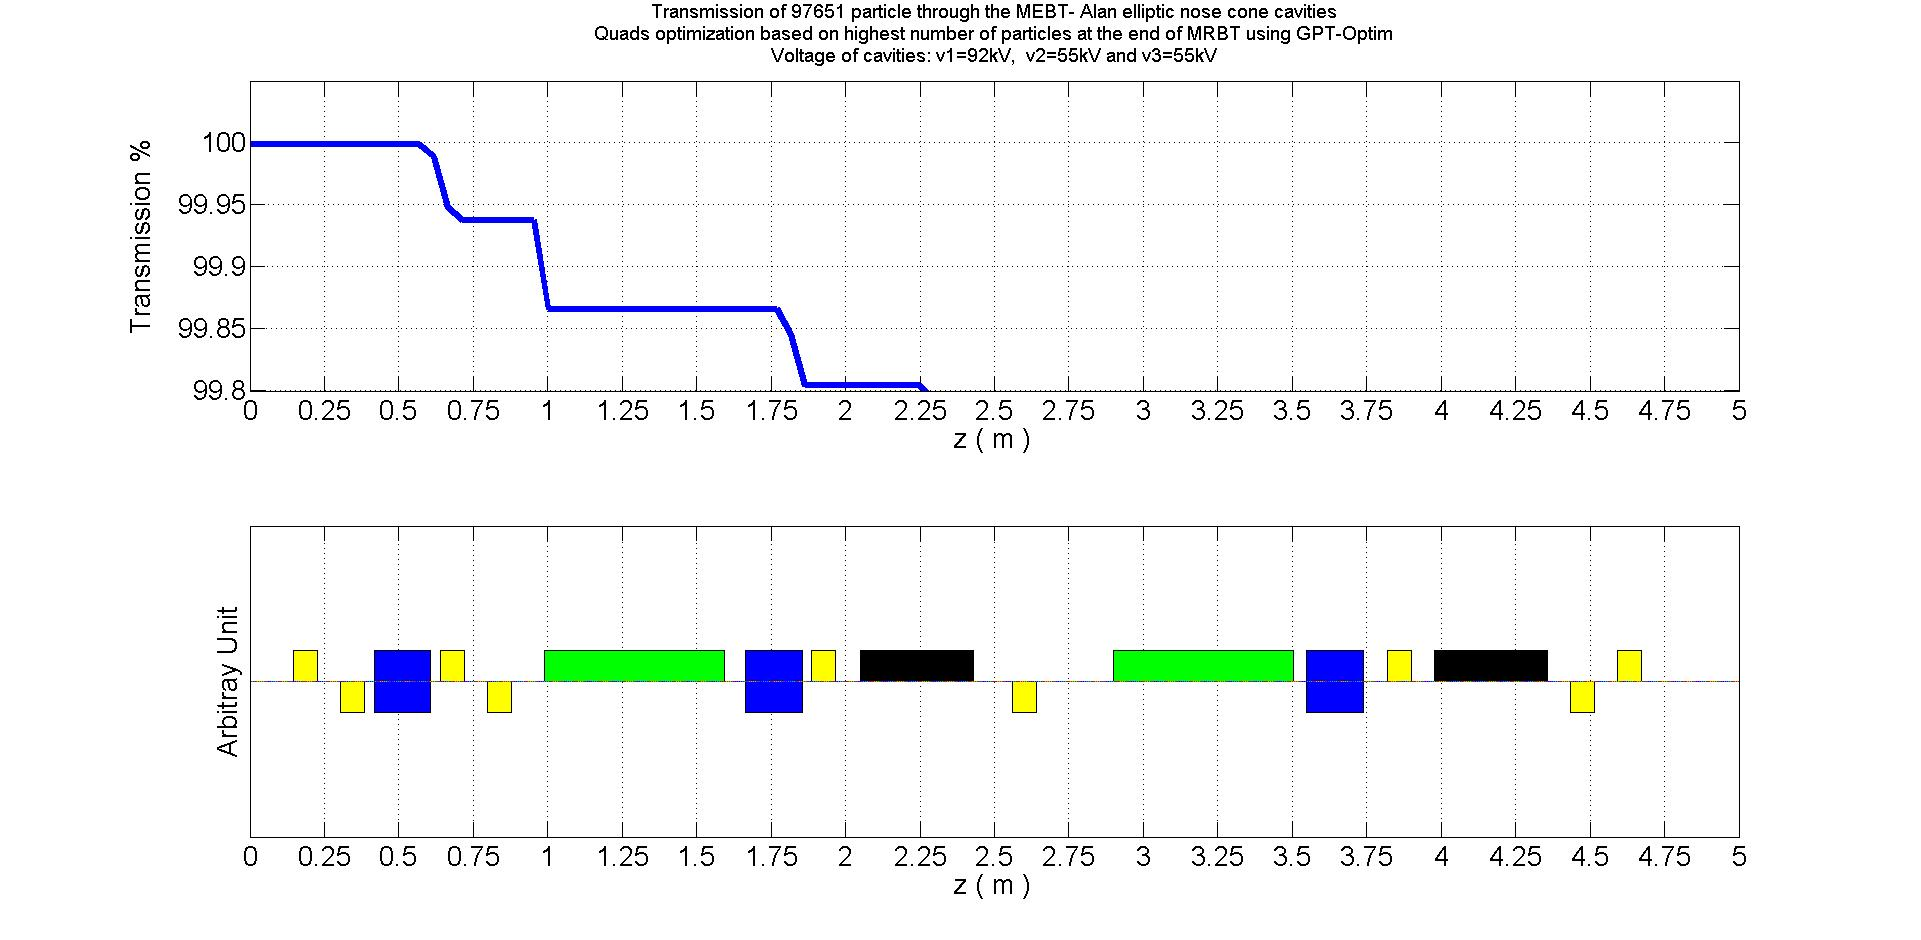 Transmission of 97651 particle through the MEBT- Alan elliptic nose cone cavities
Quads optimization based on highest number of particles at the end of MRBT using GPT-Optim
Voltage of cavities: v1=92kV, v2=55kV and v3=55kV
Transmission %
100
99.95
99.9
99.85
99.8
0 0.25 0.5 0.75 1 1.25 1.5 1.75 2 2.25 2.5 2.75 3 3.25 3.5 3.75 4 4.25 4.5 4.75 5
z ( m )
Arbitray Unit
0 0.25 0.5 0.75 1 1.25 1.5 1.75 2 2.25 2.5 2.75 3 3.25 3.5 3.75 4 4.25 4.5 4.75 5
z ( m )